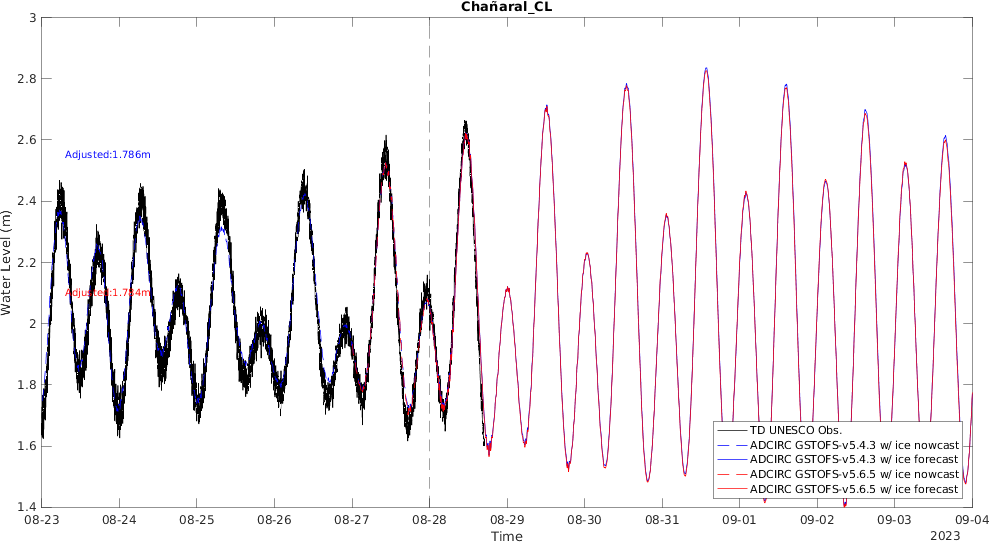 Chañaral_CL
3
2.8
2.6
2.4
2.2
2
1.8
1.6
1.4
Water Level (m)
Adjusted:1.786m
Adjusted:1.784m
TD UNESCO Obs.
ADCIRC GSTOFS-v5.4.3 w/ ice nowcast
ADCIRC GSTOFS-v5.4.3 w/ ice forecast
ADCIRC GSTOFS-v5.6.5 w/ ice nowcast
ADCIRC GSTOFS-v5.6.5 w/ ice forecast
08-23 08-24 08-25 08-26 08-27 08-28 08-29 08-30 08-31 09-01 09-02 09-03 09-04
Time
2023